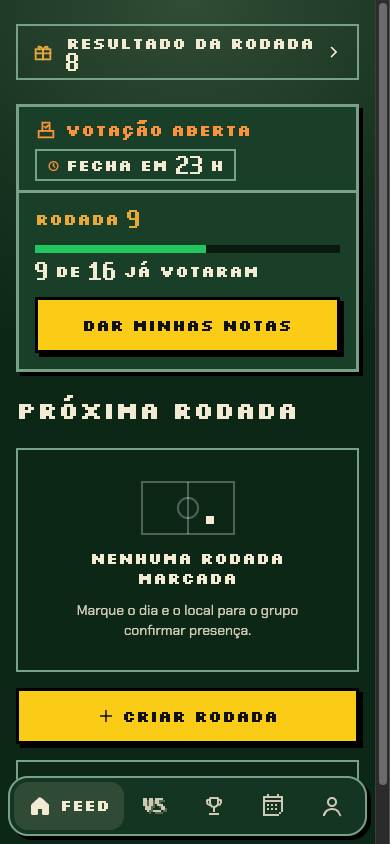 RESULTADO DA RODADA
8
VOTAÇÃO ABERTA
FECHA EM 23 H
RODADA 9
9 DE 16 JÁ VOTARAM
DAR MINHAS NOTAS
PRÓXIMA RODADA
NENHUMA RODADA
MARCADA
Marque o dia e o local para o grupo
confirmar presença.
+ CRIAR RODADA
FEED
VS